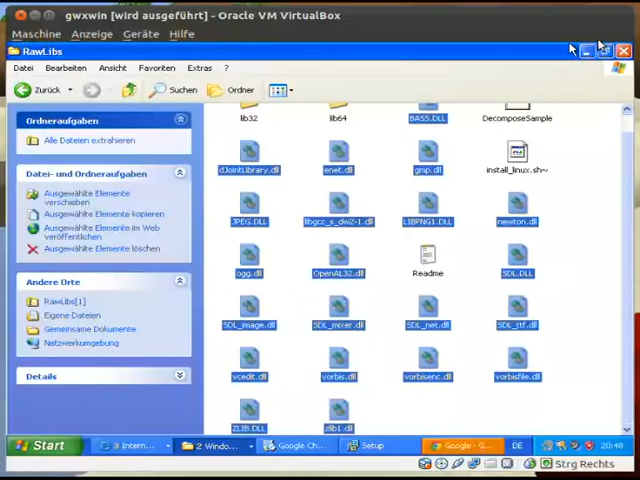 gwxwin [wird ausgeführt] - Oracle VM VirtualBox
Maschine Anzeige Geräte Hilfe
RawLibs
Datei Bearbeiten Ansicht Favoriten Extras ?
Zurück Suchen Ordner
Ordneraufgaben
Alle Dateien extrahieren
Datei- und Ordneraufgaben
Ausgewählte Elemente
verschieben
Ausgewählte Elemente kopieren
Ausgewählte Elemente im Web
veröffentlichen
Ausgewählte Elemente löschen
Andere Orte
RawLibs[1]
Eigene Dateien
Gemeinsame Dokumente
Netzwerkumgebung
Details
lib32 lib64 BASS.DLL DecomposeSample
dJointLibrary.dll enet.dll gmp.dll install_linux.sh~
JPEG.DLL libgcc_s_dw2-1.dll LIBPNG1.DLL newton.dll
ogg.dll OpenAL32.dll Readme SDL.DLL
SDL_image.dll SDL_mixer.dll SDL_net.dll SDL_ttf.dll
vcedit.dll vorbis.dll vorbisenc.dll vorbisfile.dll
ZLIB.DLL zlib1.dll
Start 3 Intern... 2 Windo... Google Ch... Setup Google - G... DE 20:48
Strg Rechts